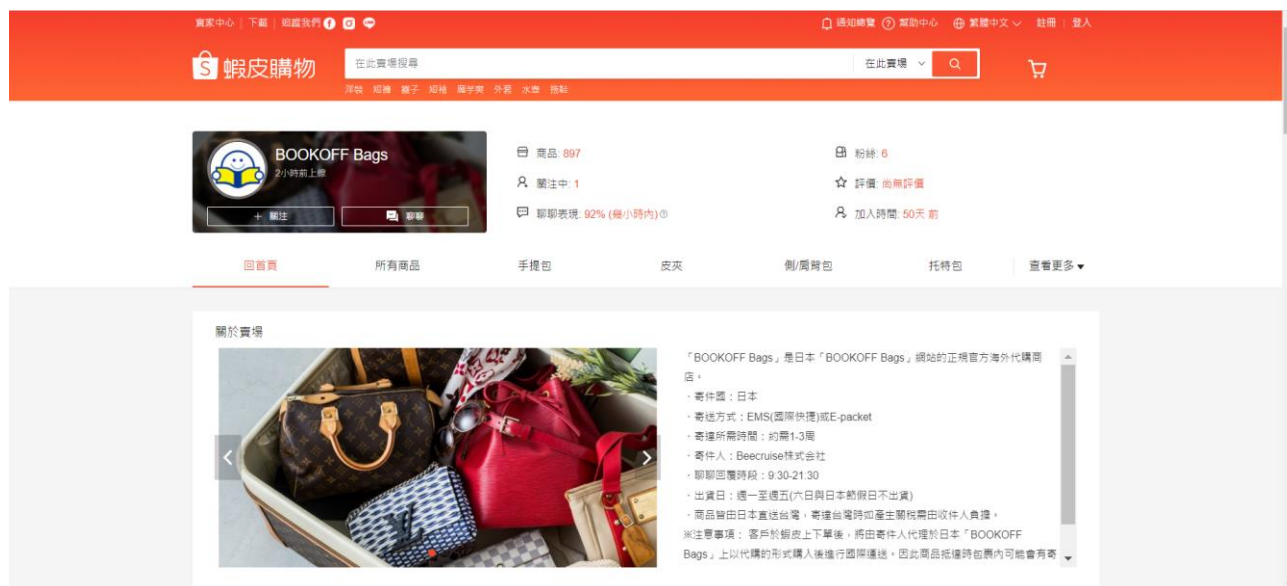 賣家中心 | 下載 | 追蹤我們
通知總覽 幫助中心 繁體中文 註冊 | 登入
S 蝦皮購物
在此賣場搜尋
在此賣場
洋裝 短褲 襪子 短袖 羅宇奕 外套 水壺 拖鞋
BOOKOFF Bags
2小時前上線
+ 關注
聊聊
商品: 897
粉絲: 6
關注中: 1
評價: 尚無評價
聊聊表現: 92% (幾小時內)
加入時間: 50天 前
回首頁 所有商品 手提包 皮夾 側/肩背包 托特包 查看更多
關於賣場
「BOOKOFF Bags」是日本「BOOKOFF Bags」網站的正規官方海外代購商
店。
· 寄件國：日本
· 寄送方式：EMS(國際快捷)或E-packet
· 寄達所需時間：約需1-3周
· 寄件人：Beecruise株式会社
· 聊聊回覆時段：9:30-21:30
· 出貨日：週一至週五(六日與日本節假日不出貨)
· 商品皆由日本直送台灣，寄達台灣時如產生關稅需由收件人負擔。
※注意事項： 客戶於蝦皮上下單後，將由寄件人代理於日本「BOOKOFF
Bags」上以代購的形式購入後進行國際運送。因此商品抵達時包裹內可能會有寄